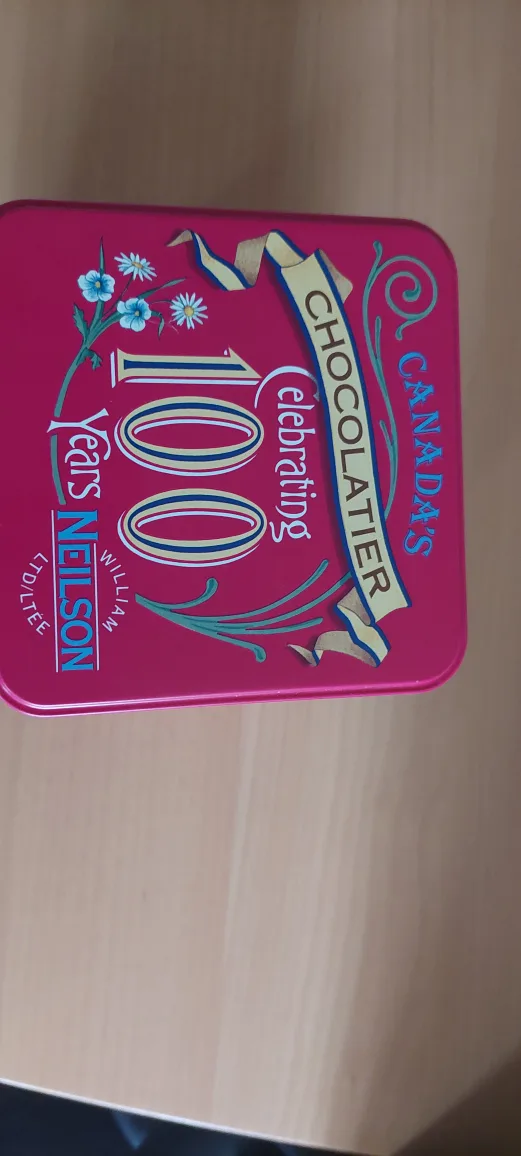 CANADA'S
CHOCOLATIER
Celebrating
100
Years
WILLIAM
NEILSON
LTD/LTÉE